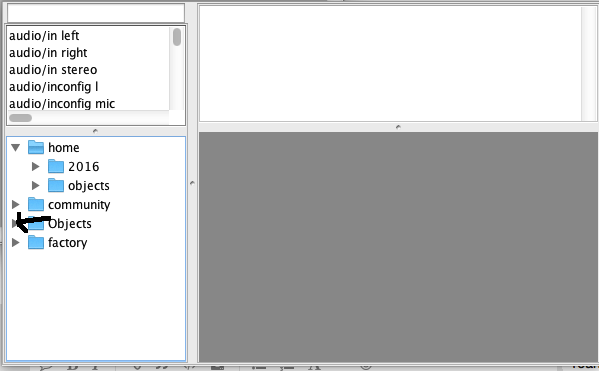 audio/in left
audio/in right
audio/in stereo
audio/inconfig l
audio/inconfig mic
home
2016
objects
community
Objects
factory